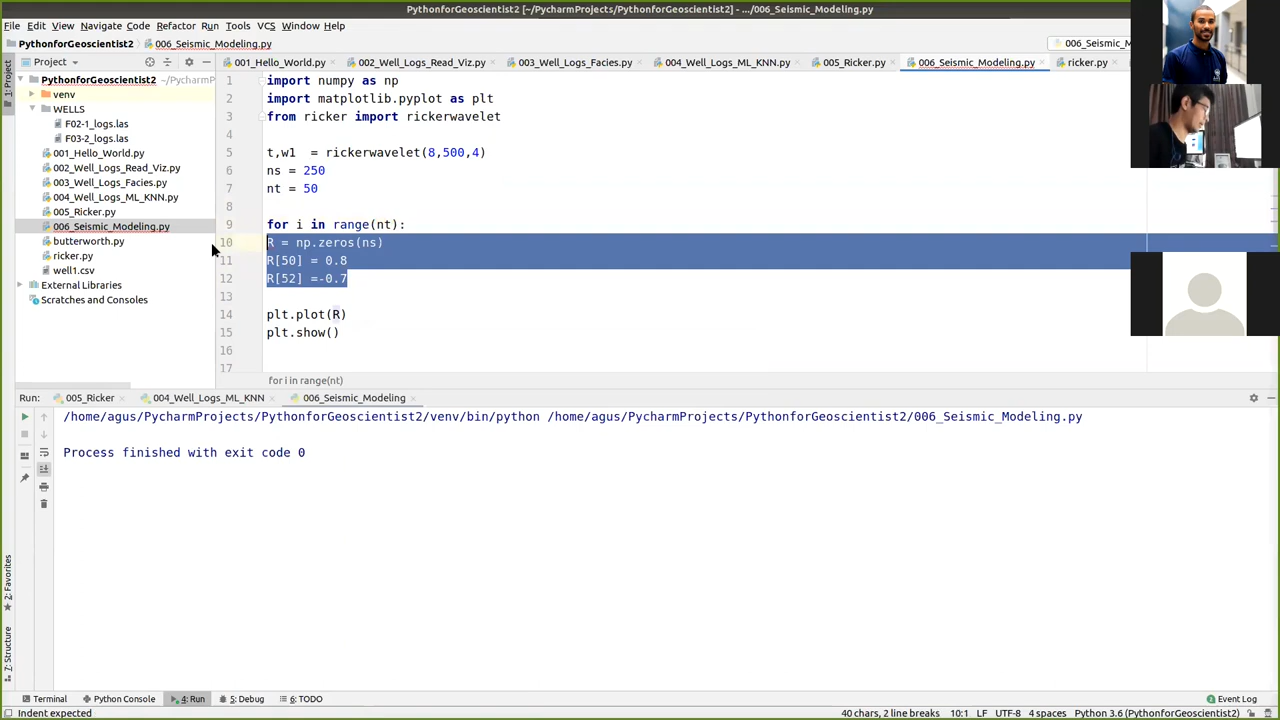 PythonforGeoscientist2 [~/PycharmProjects/PythonforGeoscientist2] - .../006_Seismic_Modeling.py
File Edit View Navigate Code Refactor Run Tools VCS Window Help
PythonforGeoscientist2 006_Seismic_Modeling.py
006_Seismic_M
1: Project
Project
001_Hello_World.py 002_Well_Logs_Read_Viz.py 003_Well_Logs_Facies.py 004_Well_Logs_ML_KNN.py 005_Ricker.py 006_Seismic_Modeling.py ricker.py
PythonforGeoscientist2 ~/PycharmP
venv
WELLS
F02-1_logs.las
F03-2_logs.las
001_Hello_World.py
002_Well_Logs_Read_Viz.py
003_Well_Logs_Facies.py
004_Well_Logs_ML_KNN.py
005_Ricker.py
006_Seismic_Modeling.py
butterworth.py
ricker.py
well1.csv
External Libraries
Scratches and Consoles
1 import numpy as np
2 import matplotlib.pyplot as plt
3 from ricker import rickerwavelet
4
5 t,w1  = rickerwavelet(8,500,4)
6 ns = 250
7 nt = 50
8
9 for i in range(nt):
10 R = np.zeros(ns)
11 R[50] = 0.8
12 R[52] =-0.7
13
14 plt.plot(R)
15 plt.show()
16
17
for i in range(nt)
Run: 005_Ricker 004_Well_Logs_ML_KNN 006_Seismic_Modeling
/home/agus/PycharmProjects/PythonforGeoscientist2/venv/bin/python /home/agus/PycharmProjects/PythonforGeoscientist2/006_Seismic_Modeling.py
Process finished with exit code 0
2: Favorites
7: Structure
Terminal Python Console 4: Run 5: Debug 6: TODO Event Log
Indent expected 40 chars, 2 line breaks 10:1 LF UTF-8 4 spaces Python 3.6 (PythonforGeoscientist2)